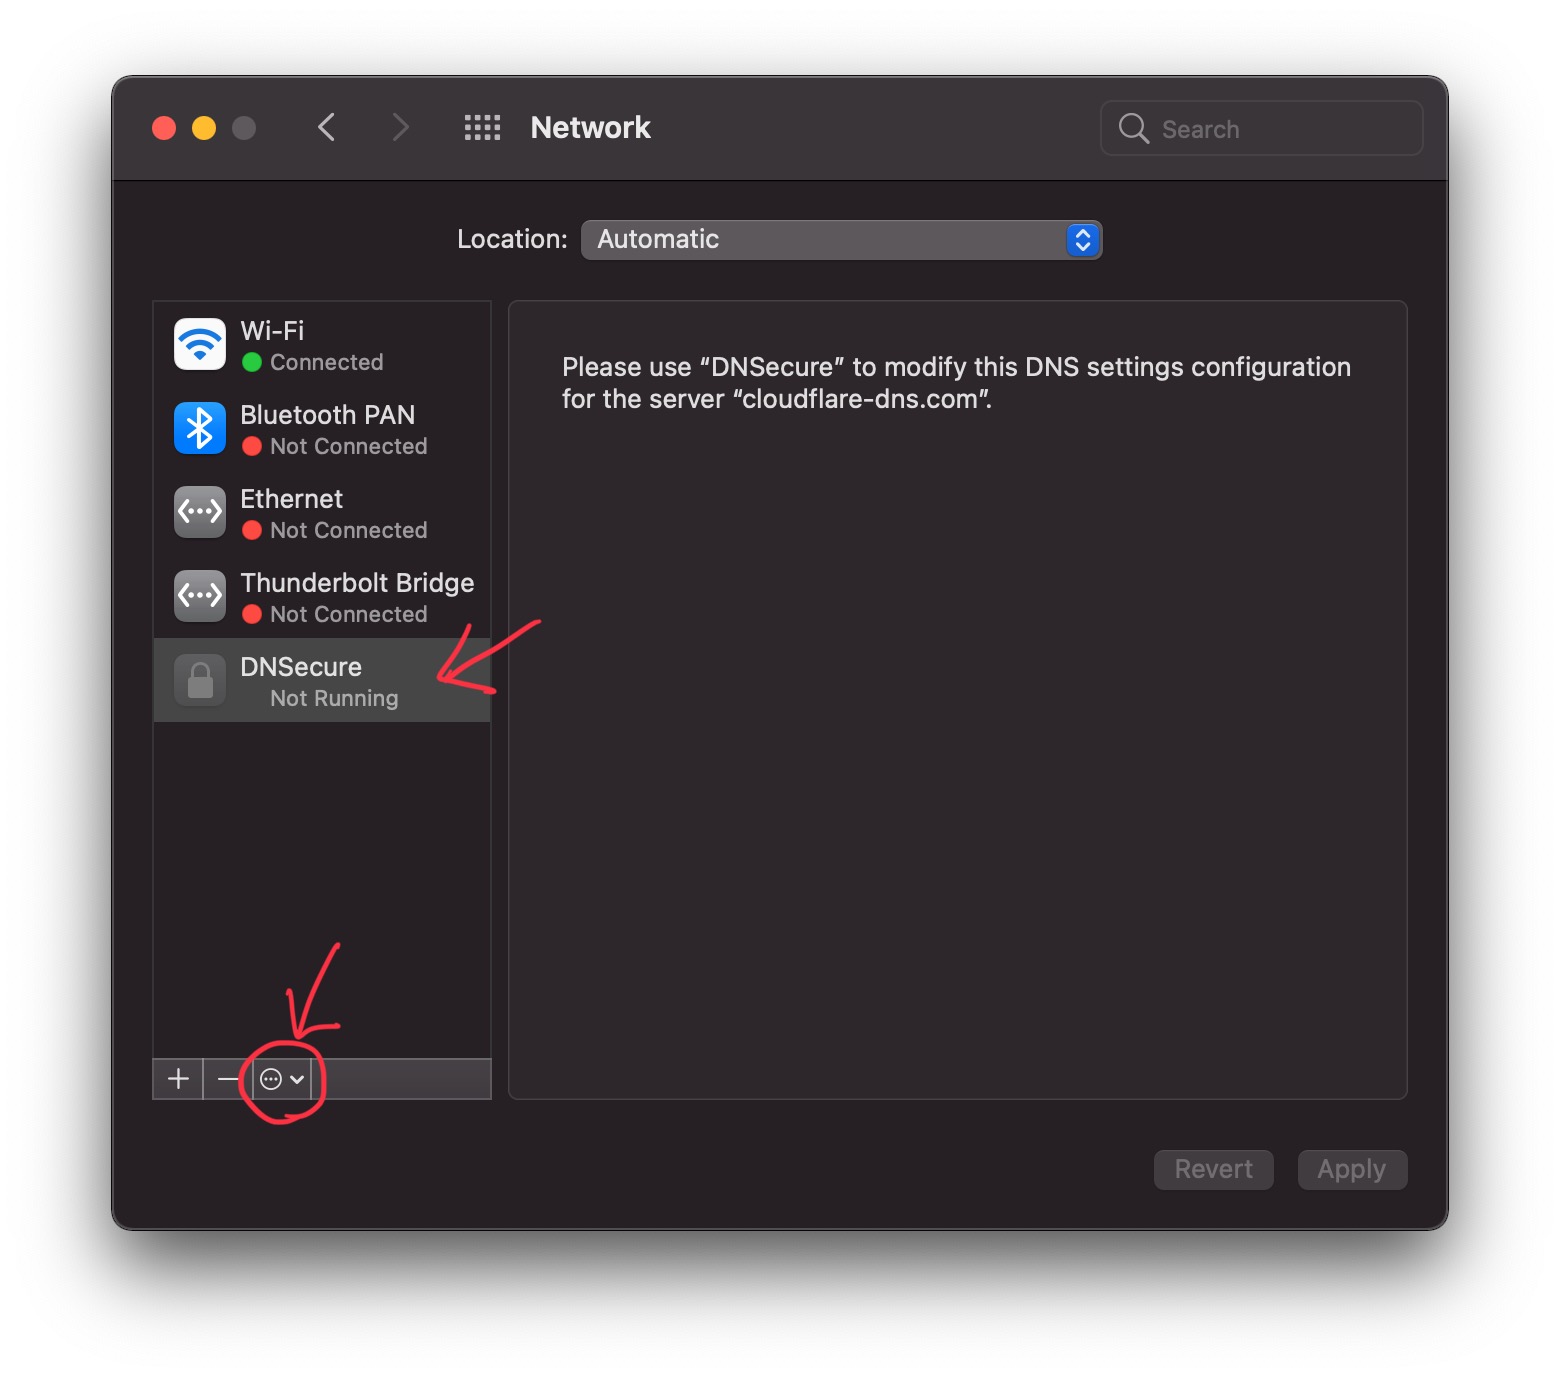 Network
Search
Location:
Automatic
Wi-Fi
Connected
Bluetooth PAN
Not Connected
Ethernet
Not Connected
Thunderbolt Bridge
Not Connected
DNSecure
Not Running
Please use “DNSecure” to modify this DNS settings configuration
for the server “cloudflare-dns.com”.
Revert
Apply